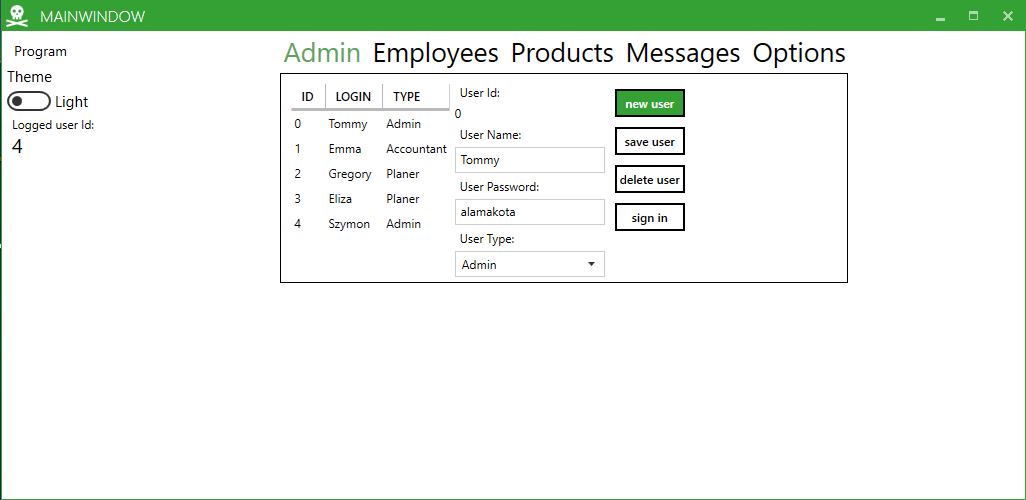 MAINWINDOW
Program
Theme
Light
Logged user Id:
4
Admin Employees Products Messages Options
ID LOGIN TYPE
0 Tommy Admin
1 Emma Accountant
2 Gregory Planer
3 Eliza Planer
4 Szymon Admin
User Id:
0
User Name:
Tommy
User Password:
alamakota
User Type:
Admin
new user
save user
delete user
sign in